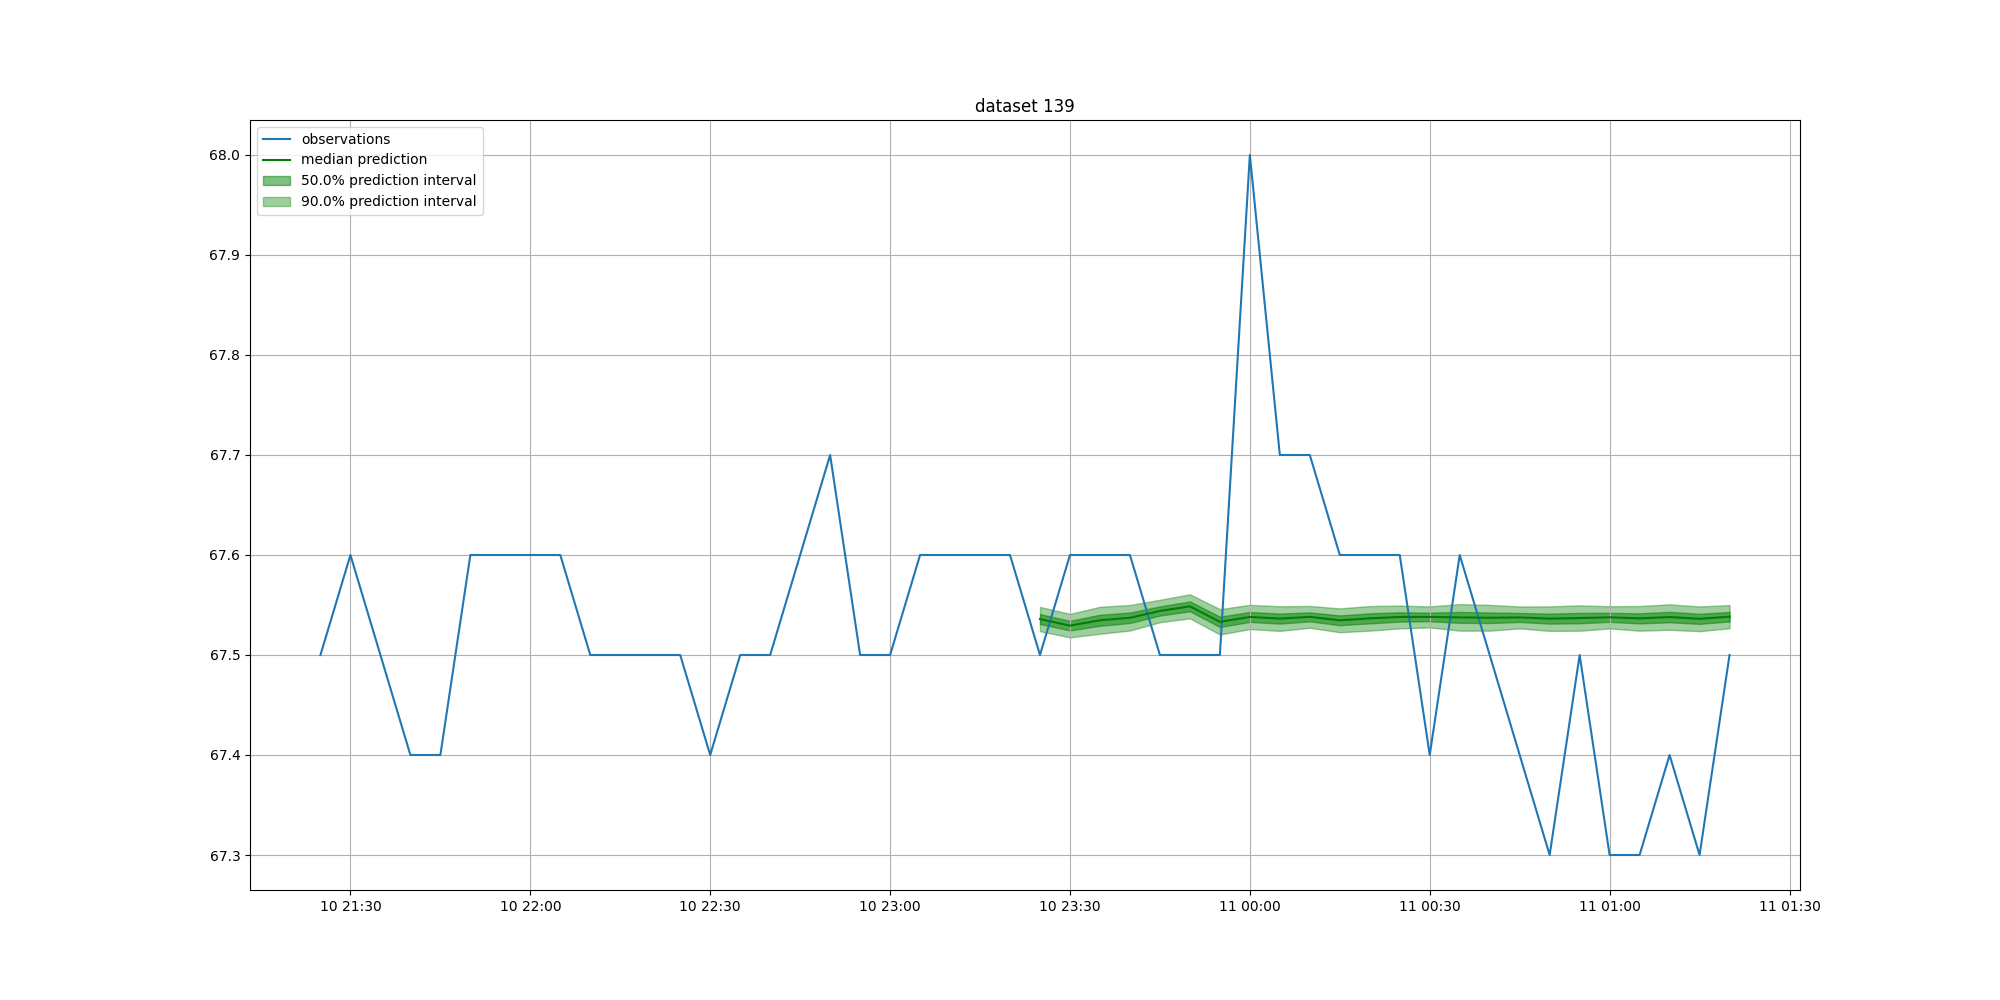 dataset 139
observations
median prediction
50.0% prediction interval
90.0% prediction interval
68.0
67.9
67.8
67.7
67.6
67.5
67.4
67.3
10 21:30 10 22:00 10 22:30 10 23:00 10 23:30 11 00:00 11 00:30 11 01:00 11 01:30